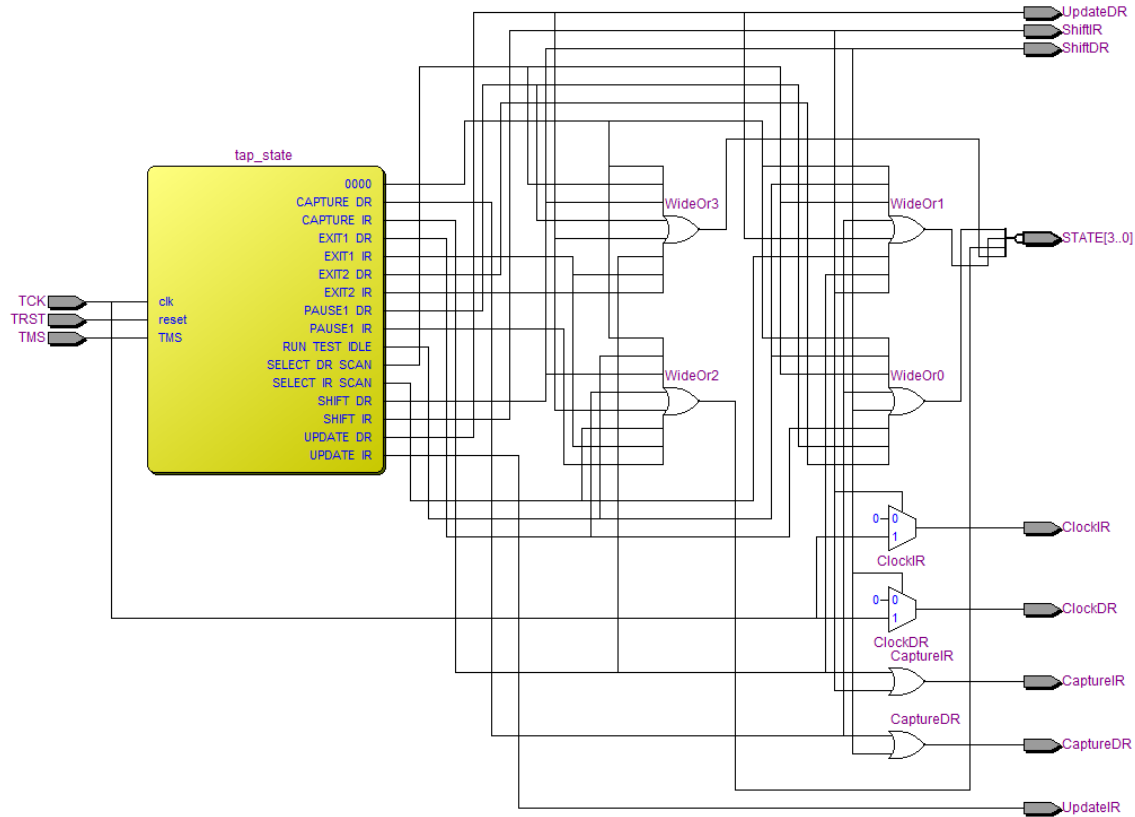 UpdateDR
ShiftIR
ShiftDR
tap_state
0000
CAPTURE DR
CAPTURE IR
EXIT1 DR
EXIT1 IR
EXIT2 DR
EXIT2 IR
PAUSE1 DR
PAUSE1 IR
RUN TEST IDLE
SELECT DR SCAN
SELECT IR SCAN
SHIFT DR
SHIFT IR
UPDATE DR
UPDATE IR
TCK
TRST
TMS
clk
reset
TMS
WideOr3
WideOr1
STATE[3..0]
WideOr2
WideOr0
0
0
1
ClockIR
ClockIR
0
0
1
ClockDR
ClockDR
CaptureIR
CaptureIR
CaptureDR
CaptureDR
UpdateIR